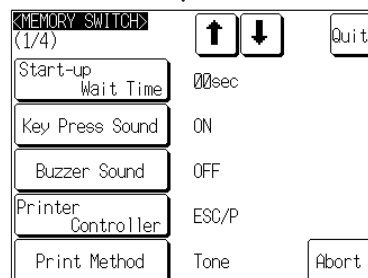 <MEMORY SWITCH>
(1/4)
Quit
Start-up
Wait Time
00sec
Key Press Sound
ON
Buzzer Sound
OFF
Printer
Controller
ESC/P
Print Method
Tone
Abort